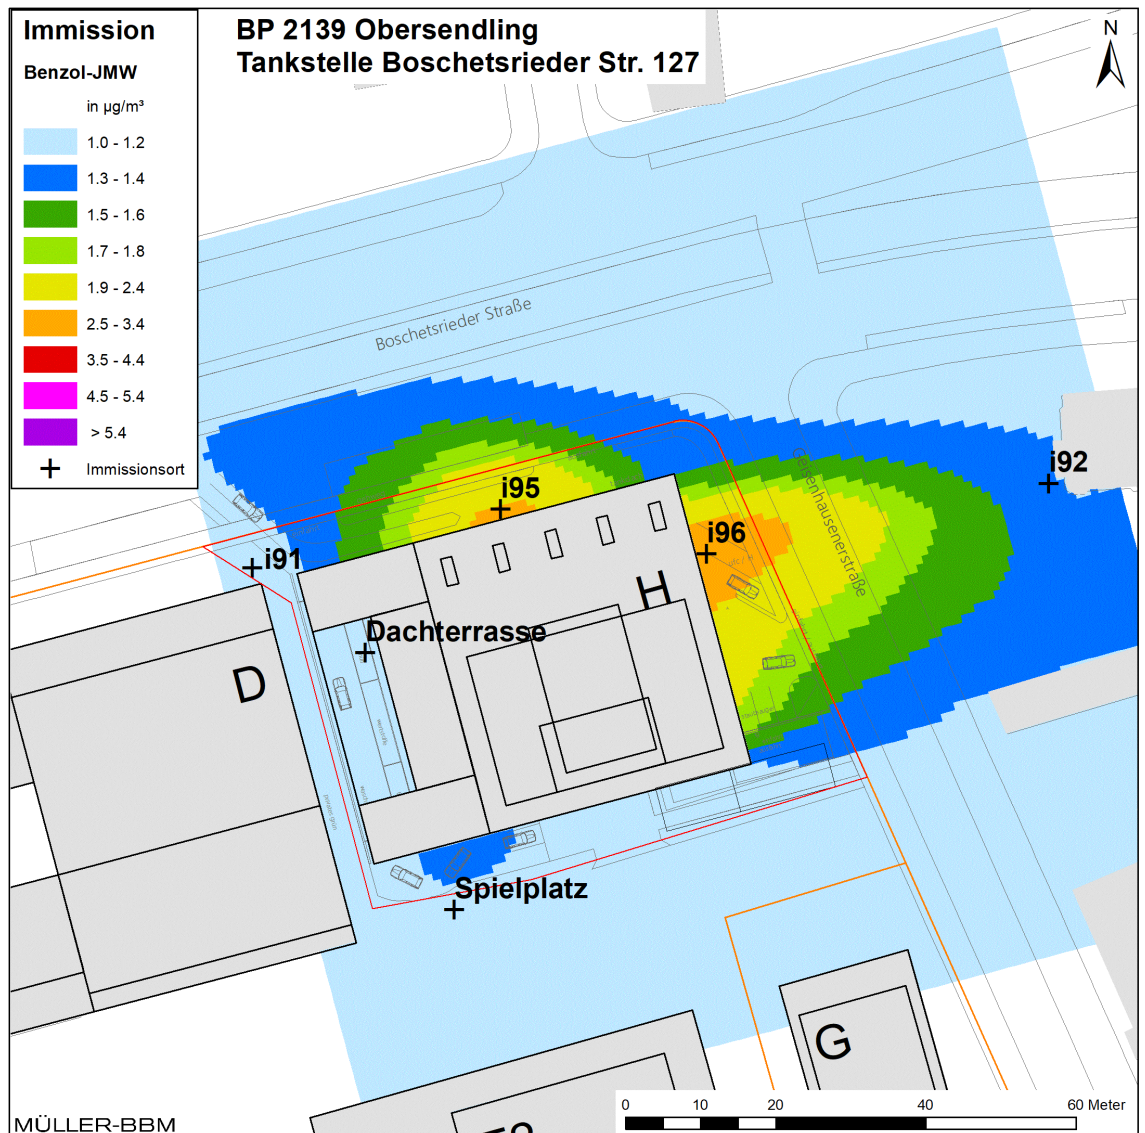 Immission
Benzol-JMW
in µg/m³
1.0 - 1.2
1.3 - 1.4
1.5 - 1.6
1.7 - 1.8
1.9 - 2.4
2.5 - 3.4
3.5 - 4.4
4.5 - 5.4
> 5.4
Immissionsort
BP 2139 Obersendling
Tankstelle Boschetsrieder Str. 127
N
Boschetsrieder Straße
Geisenhausenerstraße
i92
i95
i96
i91
H
Dachterrasse
D
Spielplatz
G
0 10 20 40 60 Meter
MÜLLER-BBM